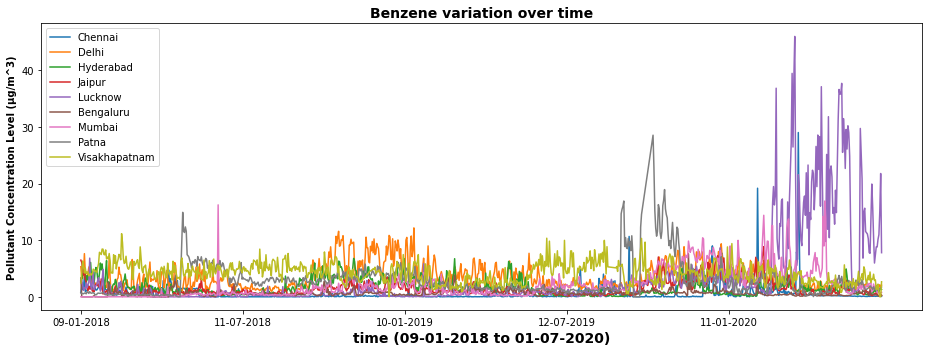 Benzene variation over time
Pollutant Concentration Level (µg/m^3)
40
30
20
10
0
Chennai
Delhi
Hyderabad
Jaipur
Lucknow
Bengaluru
Mumbai
Patna
Visakhapatnam
09-01-2018
11-07-2018
10-01-2019
12-07-2019
11-01-2020
time (09-01-2018 to 01-07-2020)